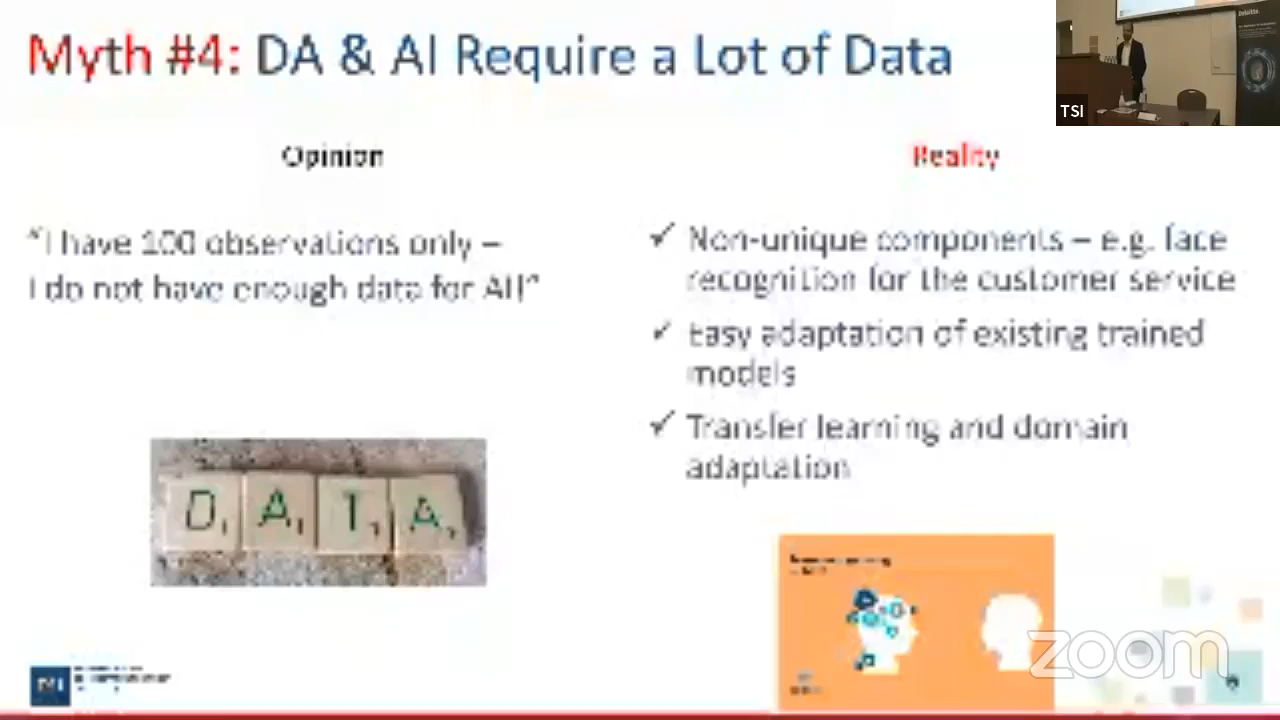 Myth #4: DA & AI Require a Lot of Data
Deloitte
TSI
Opinion
Reality
"I have 100 observations only –
I do not have enough data for AI"
✓ Non-unique components – e.g. face
recognition for the customer service
✓ Easy adaptation of existing trained
models
✓ Transfer learning and domain
adaptation
DATA
zoom